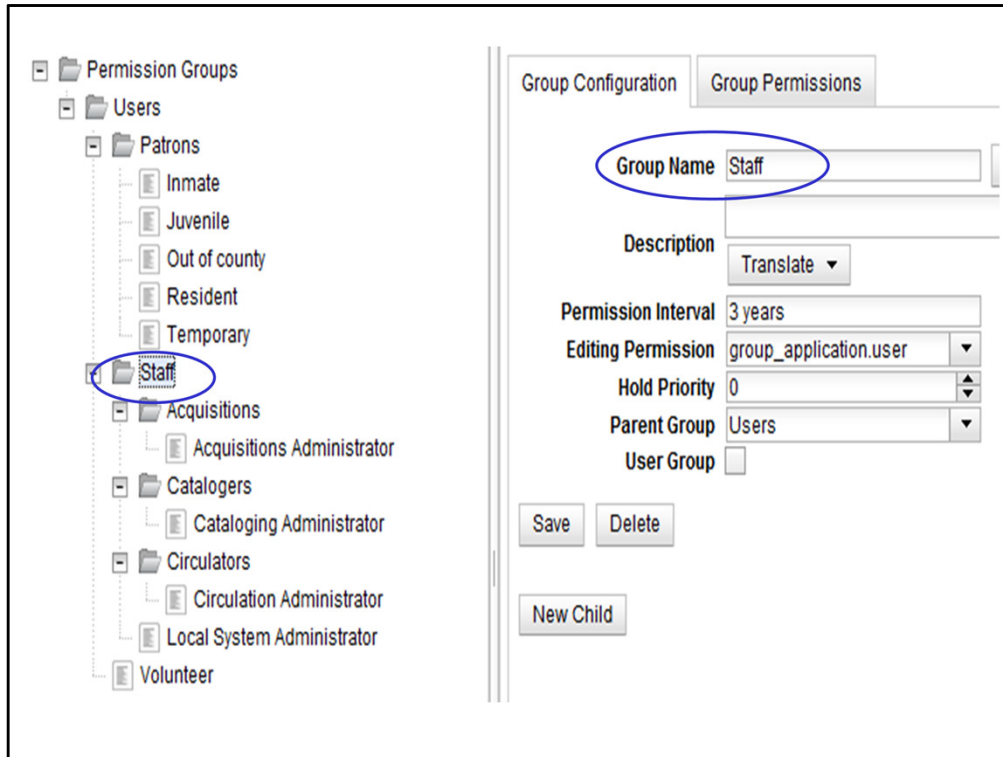 Permission Groups
Users
Patrons
Inmate
Juvenile
Out of county
Resident
Temporary
Staff
Acquisitions
Acquisitions Administrator
Catalogers
Cataloging Administrator
Circulators
Circulation Administrator
Local System Administrator
Volunteer
Group Configuration Group Permissions
Group Name Staff
Description
Translate
Permission Interval 3 years
Editing Permission group_application.user
Hold Priority 0
Parent Group Users
User Group
Save Delete
New Child